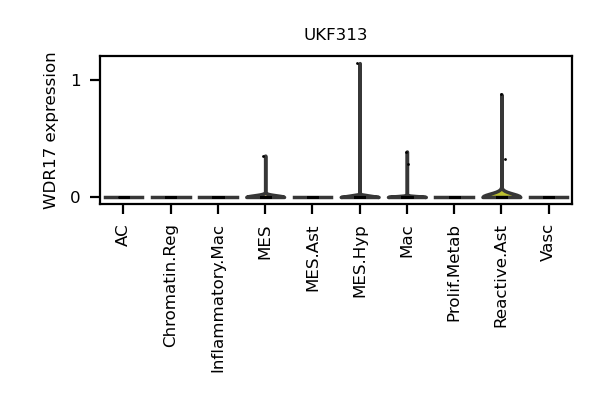 UKF313
WDR17 expression
1
0
AC
Chromatin.Reg
Inflammatory.Mac
MES
MES.Ast
MES.Hyp
Mac
Prolif.Metab
Reactive.Ast
Vasc